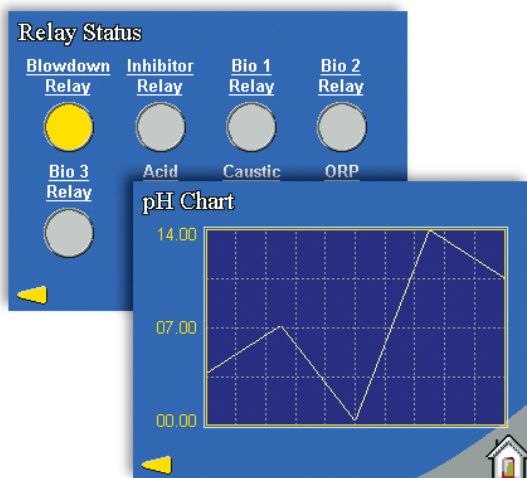 Relay Status
Blowdown Inhibitor Bio 1 Bio 2
Relay Relay Relay Relay
Bio 3 Acid Caustic ORP
Relay
pH Chart
14.00
07.00
00.00